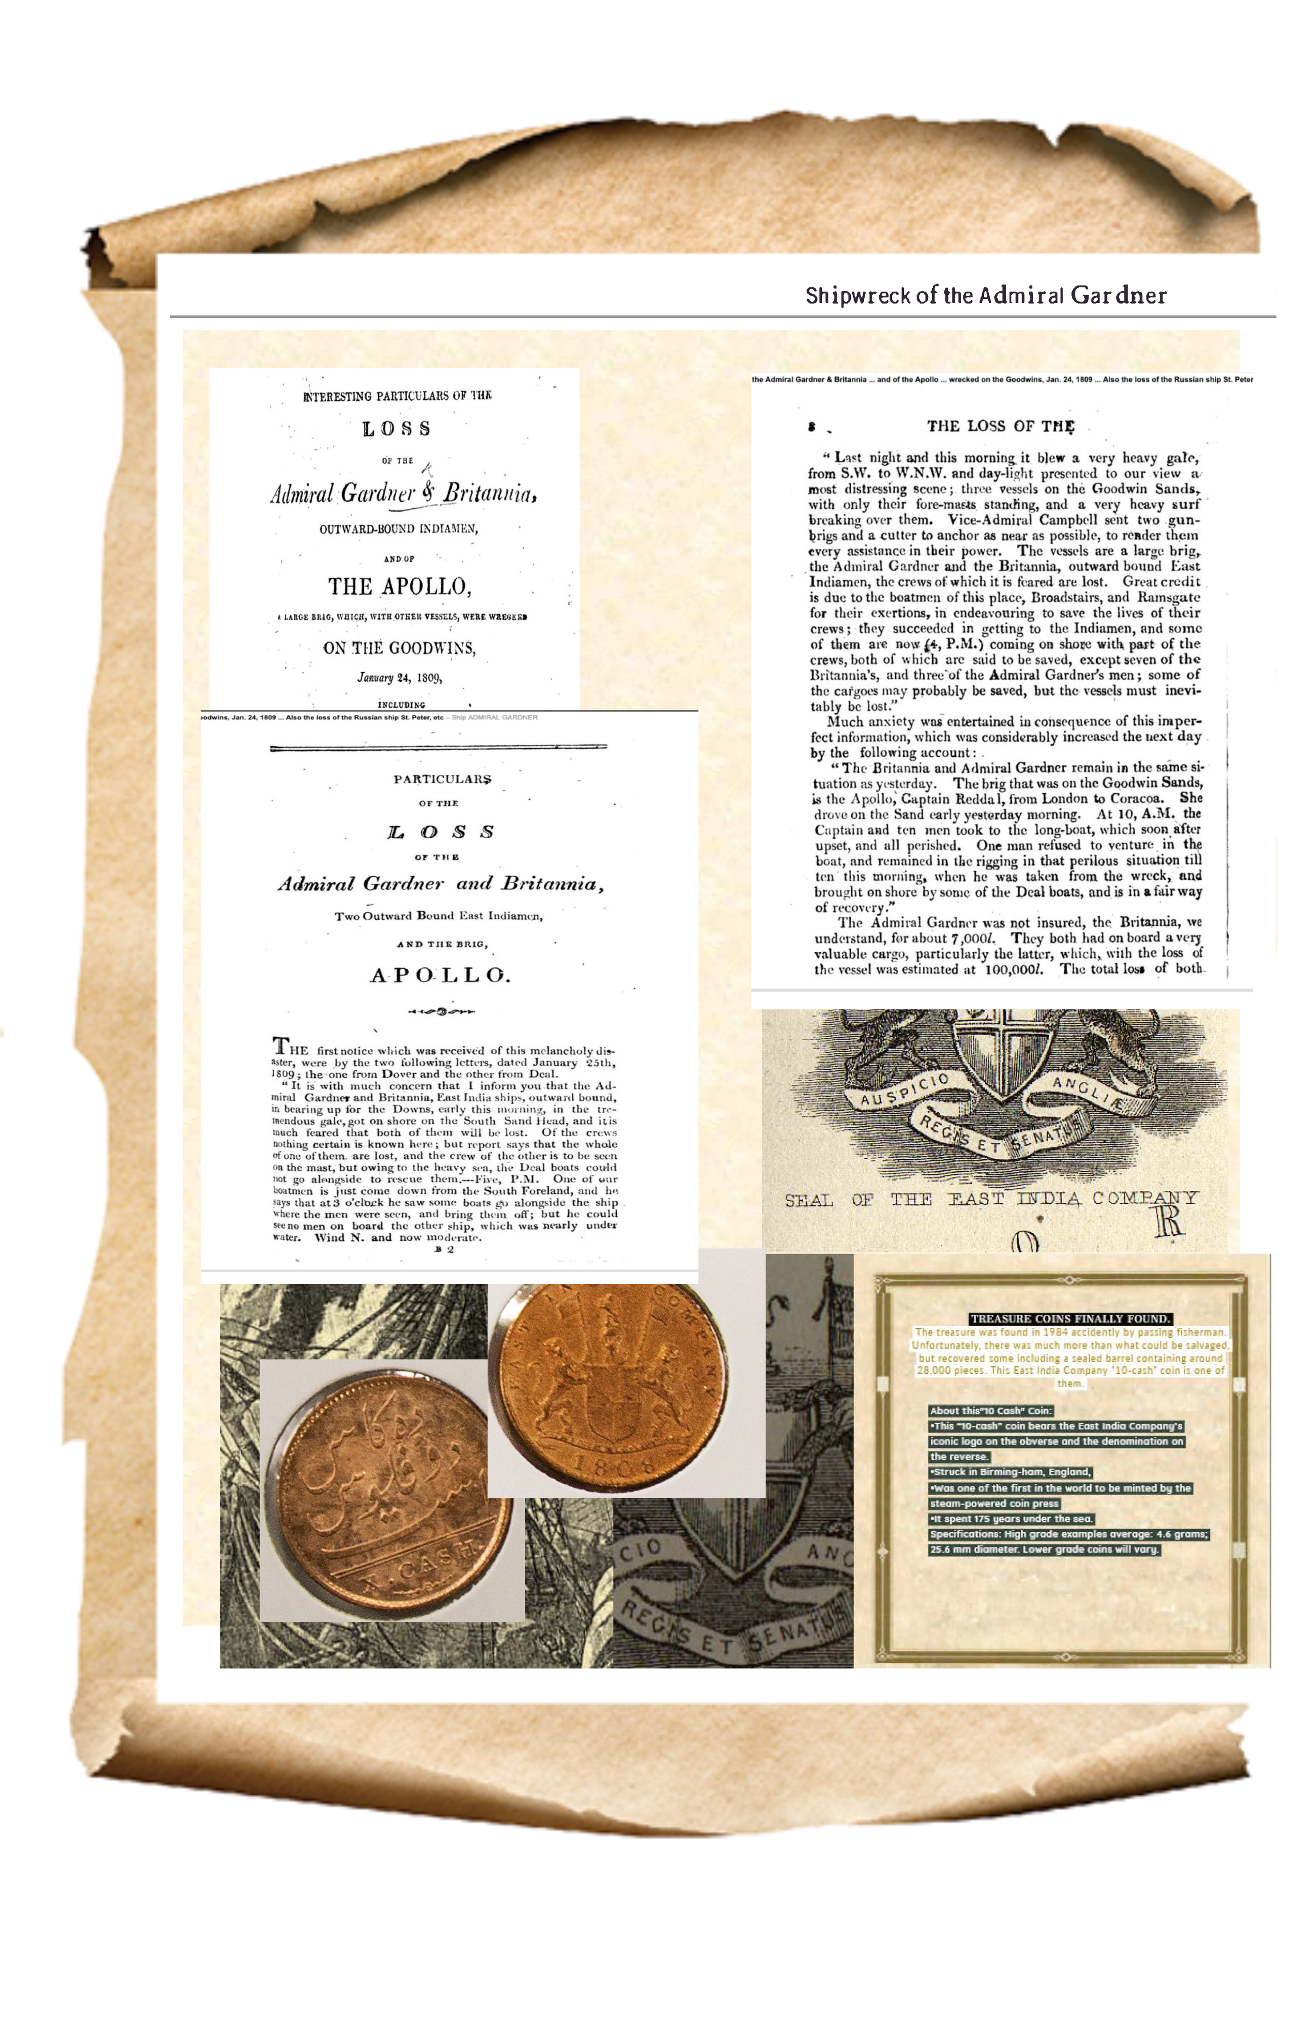 Shipwreck of the Admiral Gardner
INTERESTING PARTICULARS OF THE
LOSS
OF THE
Admiral Gardner & Britannia,
OUTWARD-BOUND INDIAMEN,
AND OF
THE APOLLO,
A LARGE BRIG, WHICH, WITH OTHER VESSELS, WERE WRECKED
ON THE GOODWINS,
January 24, 1809,
INCLUDING
oodwins, Jan. 24, 1809 ... Also the loss of the Russian ship St. Peter, etc – Ship ADMIRAL GARDNER
PARTICULARS
OF THE
LOSS
OF THE
Admiral Gardner and Britannia,
Two Outward Bound East Indiamen,
AND THE BRIG,
APOLLO.
THE first notice which was received of this melancholy dis-
aster, were by the two following letters, dated January 25th,
1809; the one from Dover and the other from Deal.
“ It is with much concern that I inform you that the Ad-
miral Gardner and Britannia, East India ships, outward bound,
in bearing up for the Downs, early this morning, in the tre-
mendous gale, got on shore on the South Sand Head, and it is
much feared that both of them will be lost. Of the crews
nothing certain is known here; but report says that the whole
of one of them are lost, and the crew of the other is to be seen
on the mast, but owing to the heavy sea, the Deal boats could
not go alongside to rescue them.—Five, P.M. One of our
boatmen is just come down from the South Foreland, and he
says that at 3 o'clock he saw some boats go alongside the ship
where the men were seen, and bring them off; but he could
see no men on board the other ship, which was nearly under
water. Wind N. and now moderate.
B 2
the Admiral Gardner & Britannia ... and of the Apollo ... wrecked on the Goodwins, Jan. 24, 1809 ... Also the loss of the Russian ship St. Peter
8 THE LOSS OF THE
“ Last night and this morning it blew a very heavy gale,
from S.W. to W.N.W. and day-light presented to our view a
most distressing scene; three vessels on the Goodwin Sands,
with only their fore-masts standing, and a very heavy surf
breaking over them. Vice-Admiral Campbell sent two gun-
brigs and a cutter to anchor as near as possible, to render them
every assistance in their power. The vessels are a large brig,
the Admiral Gardner and the Britannia, outward bound East
Indiamen, the crews of which it is feared are lost. Great credit
is due to the boatmen of this place, Broadstairs, and Ramsgate
for their exertions, in endeavouring to save the lives of their
crews; they succeeded in getting to the Indiamen, and some
of them are now (4, P.M.) coming on shore with part of the
crews, both of which are said to be saved, except seven of the
Britannia's, and three of the Admiral Gardner's men; some of
the cargoes may probably be saved, but the vessels must inevi-
tably be lost.”
Much anxiety was entertained in consequence of this imper-
fect information, which was considerably increased the next day
by the following account:
“ The Britannia and Admiral Gardner remain in the same si-
tuation as yesterday. The brig that was on the Goodwin Sands,
is the Apollo, Captain Reddal, from London to Coracoa. She
drove on the Sand early yesterday morning. At 10, A.M. the
Captain and ten men took to the long-boat, which soon after
upset, and all perished. One man refused to venture in the
boat, and remained in the rigging in that perilous situation till
ten this morning, when he was taken from the wreck, and
brought on shore by some of the Deal boats, and is in a fair way
of recovery.”
The Admiral Gardner was not insured, the Britannia, we
understand, for about 7,000l. They both had on board a very
valuable cargo, particularly the latter, which, with the loss of
the vessel was estimated at 100,000l. The total loss of both
AUSPICIO
ANGLIÆ
REGIS ET SENATUS
SEAL OF THE EAST INDIA COMPANY
O
R
INDIA COMPANY
1808
X. CASH
CIO
ANG
REGIS ET SENATUS
TREASURE COINS FINALLY FOUND.
The treasure was found in 1984 accidently by passing fisherman.
Unfortunately, there was much more than what could be salvaged,
but recovered some including a sealed barrel containing around
28,000 pieces. This East India Company "10-cash" coin is one of
them.
About this"10 Cash" Coin:
•This "10-cash" coin bears the East India Company's
iconic logo on the obverse and the denomination on
the reverse.
•Struck in Birming-ham, England,
•Was one of the first in the world to be minted by the
steam-powered coin press
•It spent 175 years under the sea.
Specifications: High grade examples average: 4.6 grams;
25.6 mm diameter. Lower grade coins will vary.